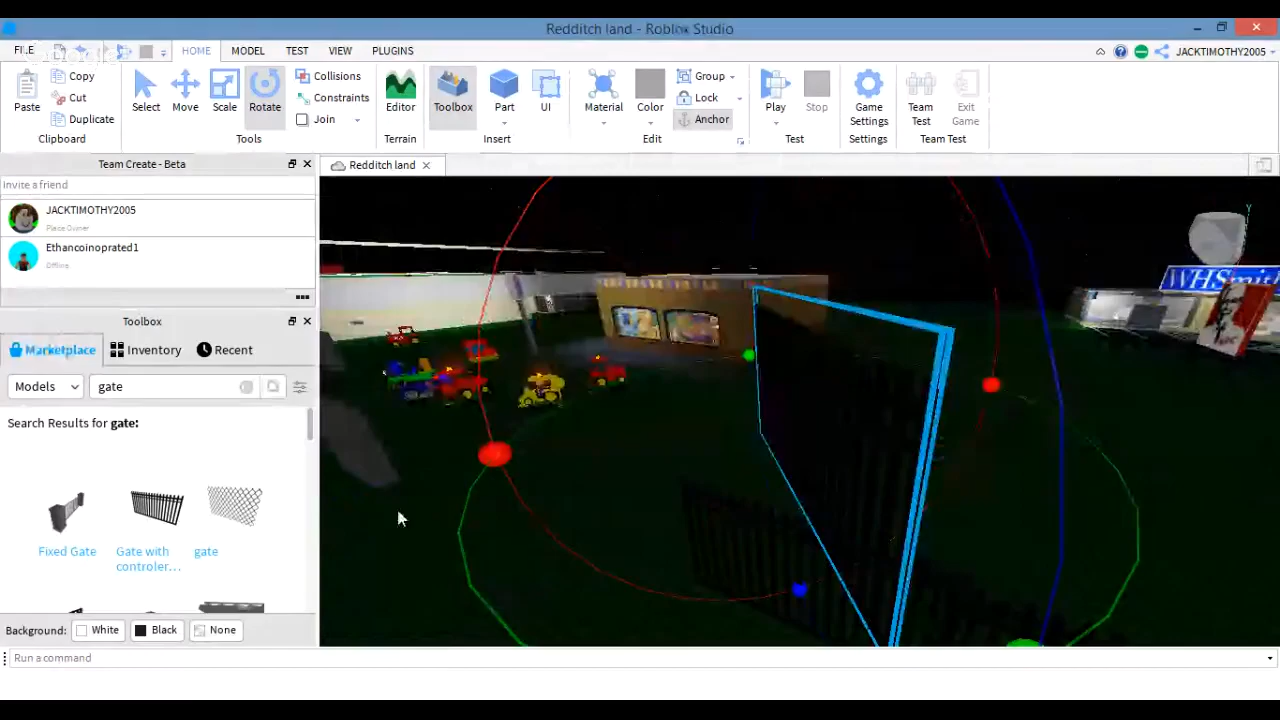 Redditch land - Roblox Studio
FILE
HOME
MODEL
TEST
VIEW
PLUGINS
JACKTIMOTHY2005
Paste
Copy
Cut
Duplicate
Clipboard
Select
Move
Scale
Rotate
Collisions
Constraints
Join
Tools
Editor
Terrain
Toolbox
Part
UI
Insert
Material
Color
Group
Lock
Anchor
Edit
Play
Stop
Test
Game
Settings
Settings
Team
Test
Exit
Game
Team Test
Team Create - Beta
Invite a friend
JACKTIMOTHY2005
Place Owner
Ethancoinoprated1
Offline
Toolbox
Marketplace
Inventory
Recent
Models
gate
Search Results for gate:
Fixed Gate
Gate with
controler...
gate
Background:
White
Black
None
Redditch land
Y
WHSmit
KFC
Run a command